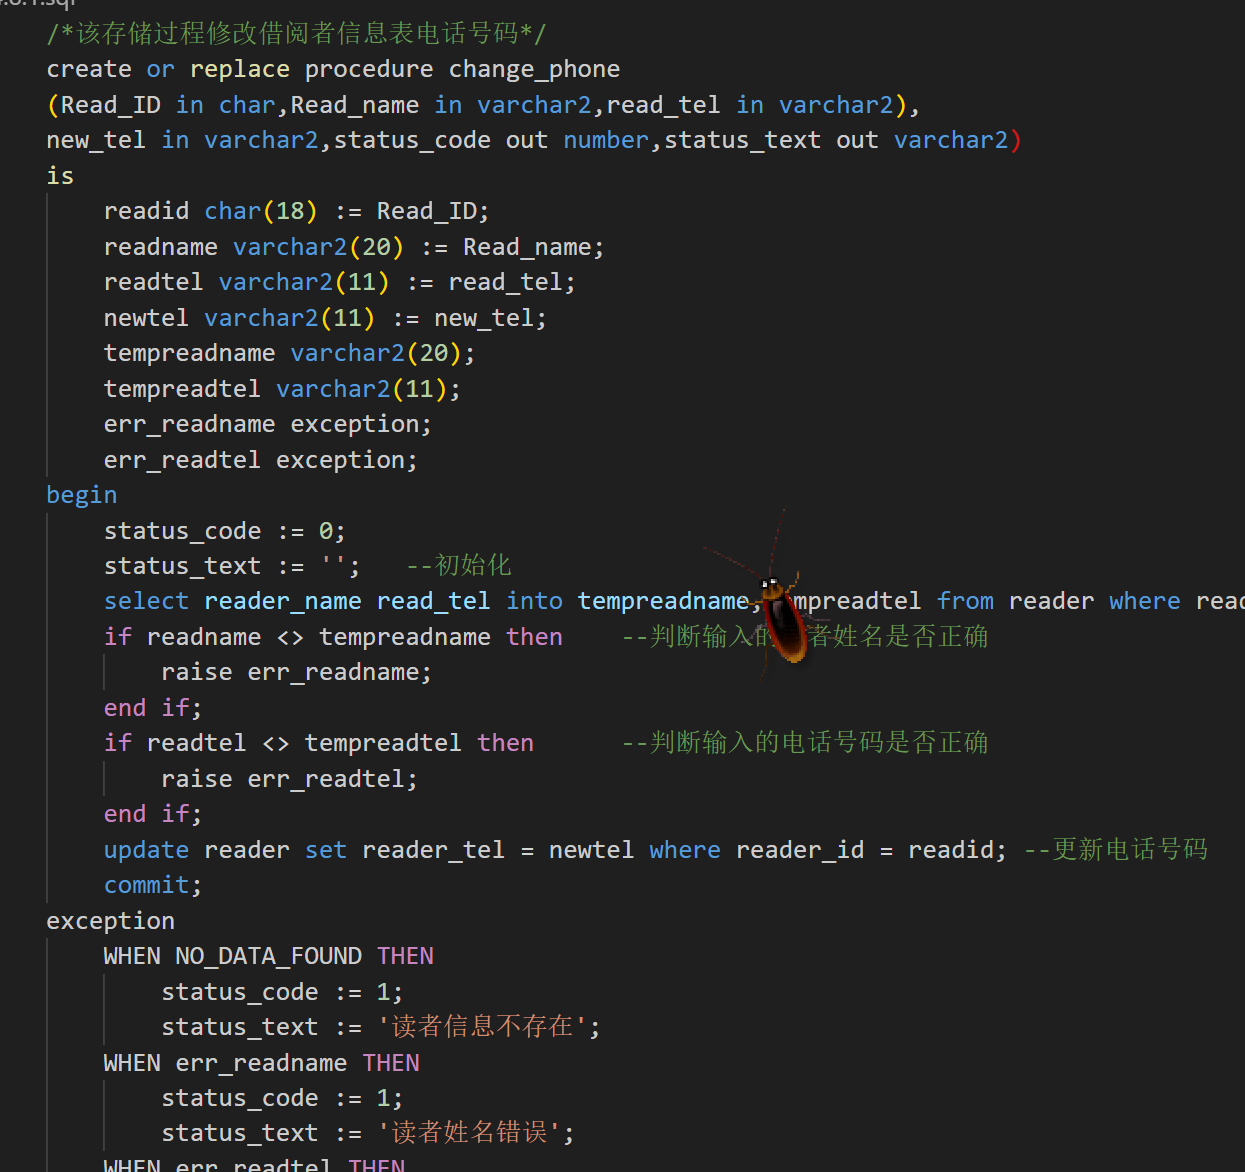 /*该存储过程修改借阅者信息表电话号码*/
create or replace procedure change_phone
(Read_ID in char,Read_name in varchar2,read_tel in varchar2),
new_tel in varchar2,status_code out number,status_text out varchar2)
is
readid char(18) := Read_ID;
readname varchar2(20) := Read_name;
readtel varchar2(11) := read_tel;
newtel varchar2(11) := new_tel;
tempreadname varchar2(20);
tempreadtel varchar2(11);
err_readname exception;
err_readtel exception;
begin
status_code := 0;
status_text := ''; --初始化
select reader_name read_tel into tempreadname, mpreadtel from reader where
if readname <> tempreadname then --判断输入的 者姓名是否正确
raise err_readname;
end if;
if readtel <> tempreadtel then --判断输入的电话号码是否正确
raise err_readtel;
end if;
update reader set reader_tel = newtel where reader_id = readid; --更新电话号码
commit;
exception
WHEN NO_DATA_FOUND THEN
status_code := 1;
status_text := '读者信息不存在';
WHEN err_readname THEN
status_code := 1;
status_text := '读者姓名错误';
WHEN err_readtel THEN